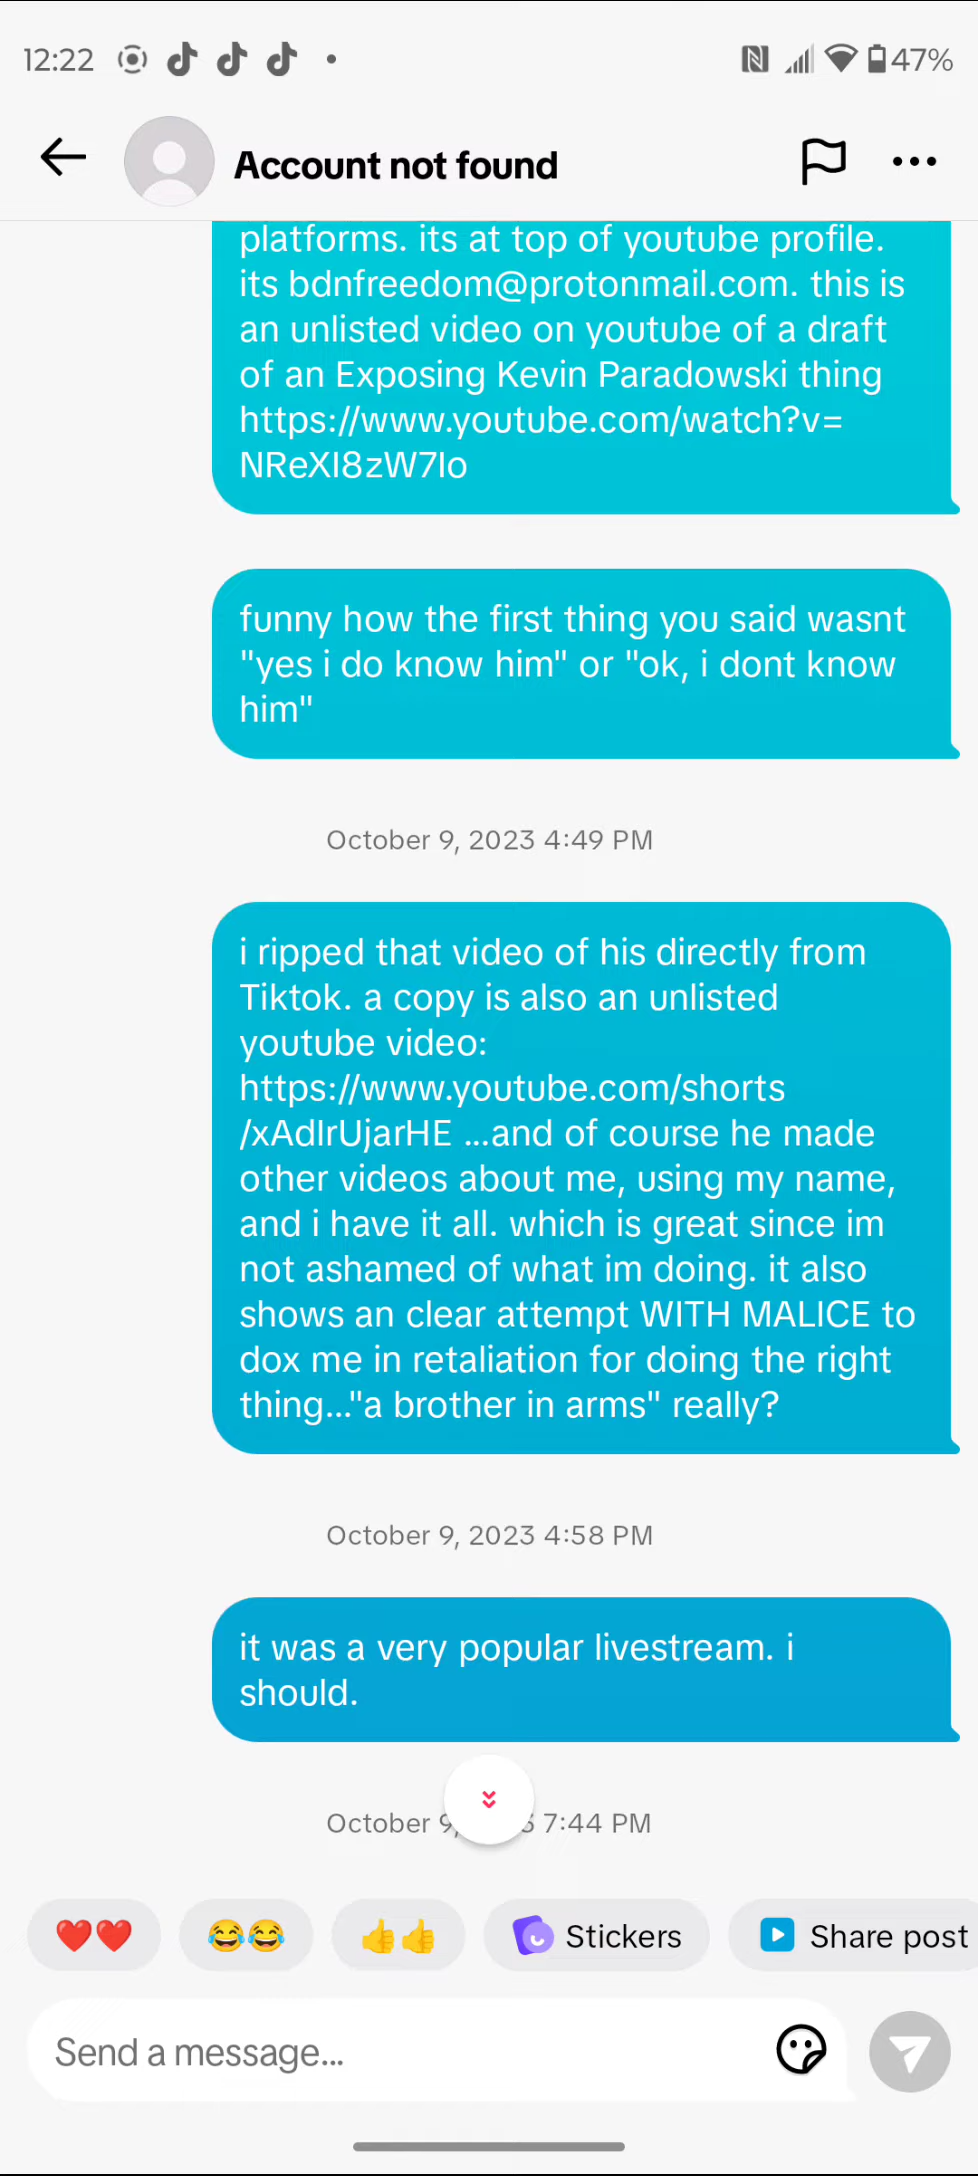 12:22
47%
Account not found
platforms. its at top of youtube profile.
its bdnfreedom@protonmail.com. this is
an unlisted video on youtube of a draft
of an Exposing Kevin Paradowski thing
https://www.youtube.com/watch?v=
NReXI8zW7Io
funny how the first thing you said wasnt
"yes i do know him" or "ok, i dont know
him"
October 9, 2023 4:49 PM
i ripped that video of his directly from
Tiktok. a copy is also an unlisted
youtube video:
https://www.youtube.com/shorts
/xAdIrUjarHE ...and of course he made
other videos about me, using my name,
and i have it all. which is great since im
not ashamed of what im doing. it also
shows an clear attempt WITH MALICE to
dox me in retaliation for doing the right
thing..."a brother in arms" really?
October 9, 2023 4:58 PM
it was a very popular livestream. i
should.
October 9, 7:44 PM
Stickers
Share post
Send a message...